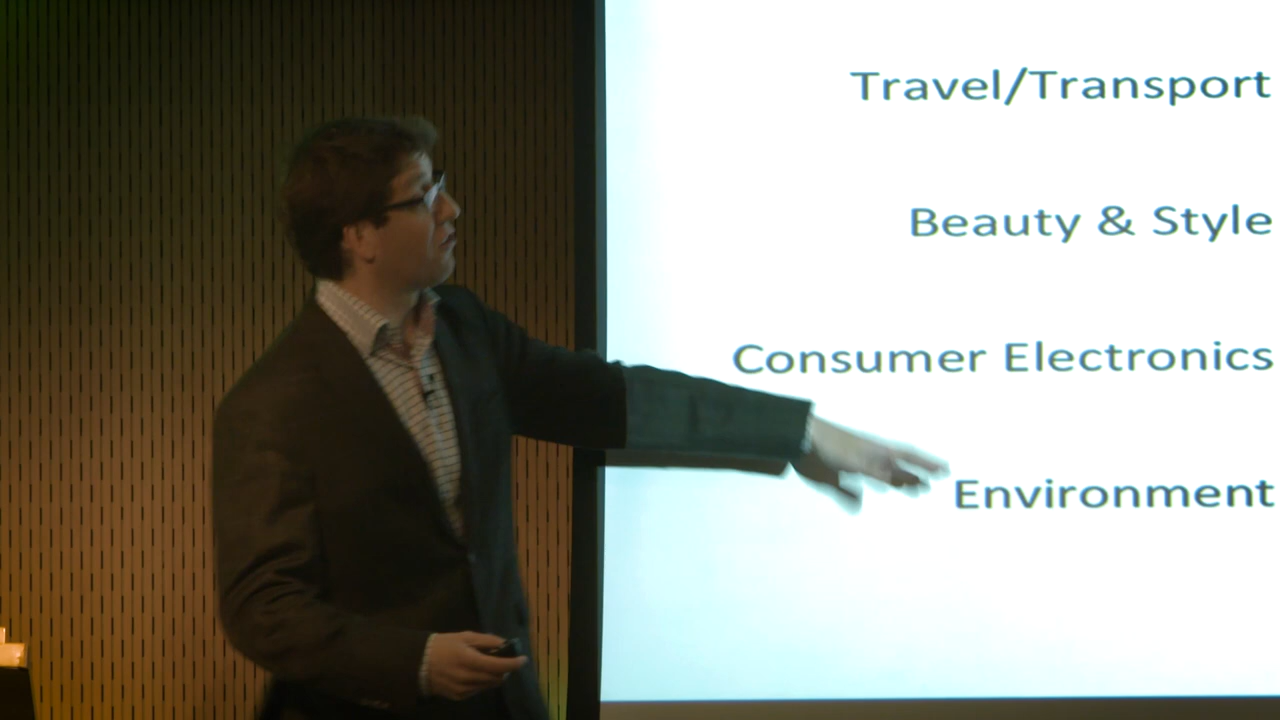 Travel/Transport
Beauty & Style
Consumer Electronics
Environment